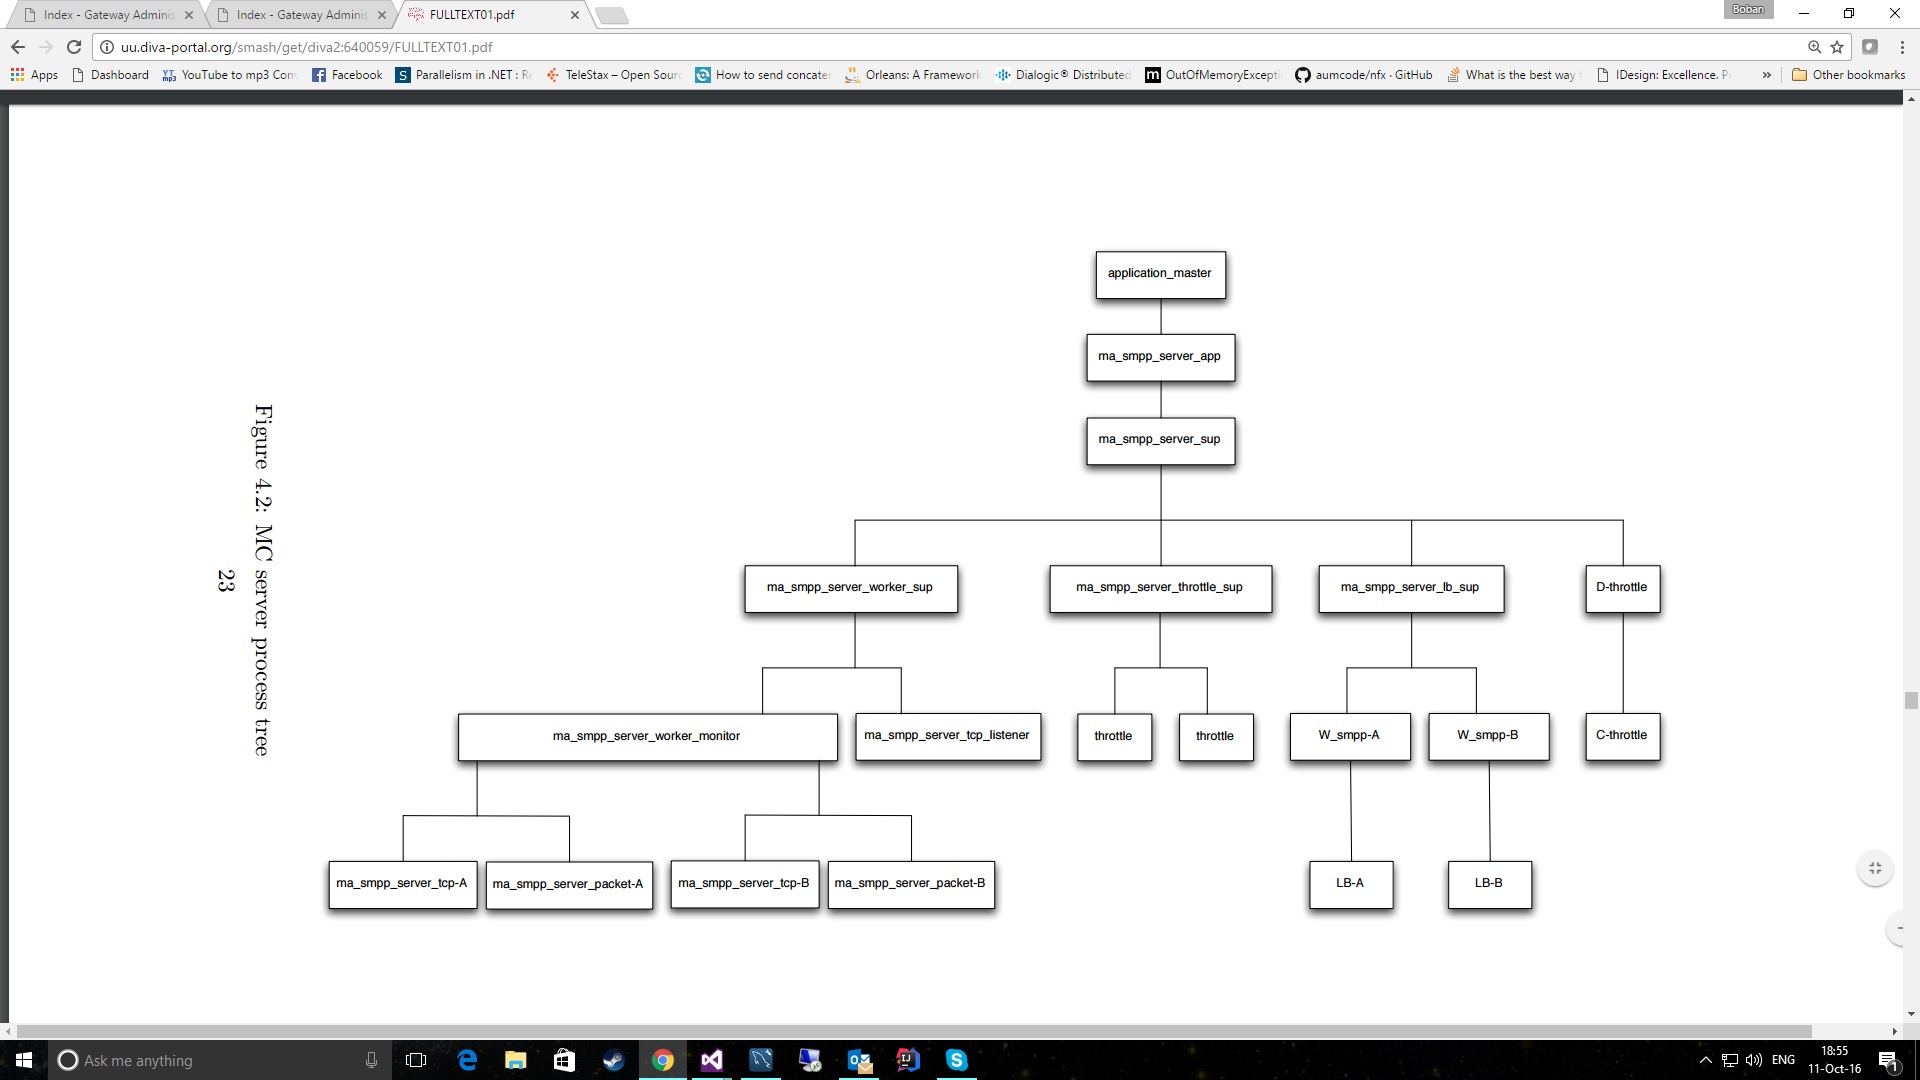 Index - Gateway Adminis
Index - Gateway Adminis
FULLTEXT01.pdf
Boban
uu.diva-portal.org/smash/get/diva2:640059/FULLTEXT01.pdf
Apps
Dashboard
YouTube to mp3 Con
Facebook
Parallelism in .NET : R
TeleStax – Open Sour
How to send concater
Orleans: A Framework
Dialogic® Distributed
OutOfMemoryExcepti
aumcode/nfx · GitHub
What is the best way
IDesign: Excellence. P
»
Other bookmarks
application_master
ma_smpp_server_app
ma_smpp_server_sup
ma_smpp_server_worker_sup
ma_smpp_server_throttle_sup
ma_smpp_server_lb_sup
D-throttle
ma_smpp_server_worker_monitor
ma_smpp_server_tcp_listener
throttle
throttle
W_smpp-A
W_smpp-B
C-throttle
ma_smpp_server_tcp-A
ma_smpp_server_packet-A
ma_smpp_server_tcp-B
ma_smpp_server_packet-B
LB-A
LB-B
Figure 4.2: MC server process tree
23
Ask me anything
ENG
18:55
11-Oct-16
1